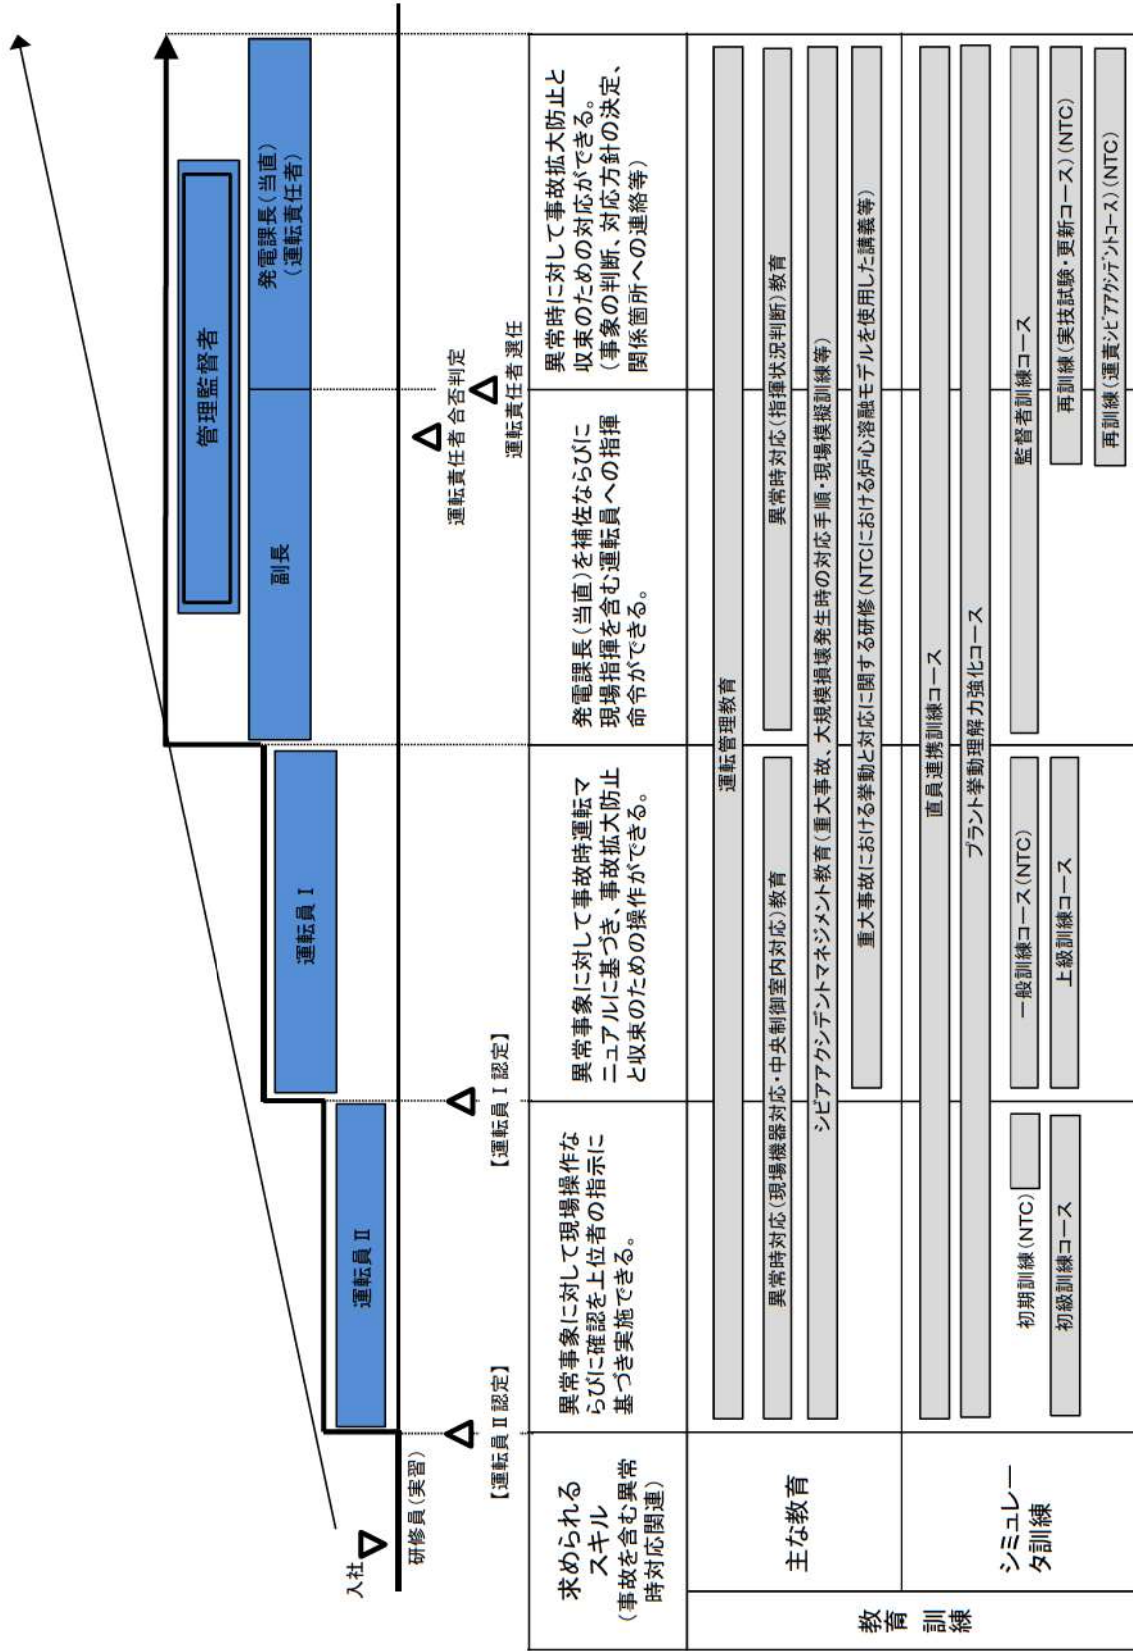 入社
研修員(実習)
運転員Ⅱ
運転員Ⅰ
管理監督者
副長
発電課長(当直)
(運転責任者)
【運転員Ⅱ認定】
【運転員Ⅰ認定】
運転責任者 合否判定
運転責任者 選任
求められる
スキル
(事故を含む異常
時対応関連)
異常事象に対して現場操作な
らびに確認を上位者の指示に
基づき実施できる。
異常事象に対して事故時運転マ
ニュアルに基づき、事故拡大防止
と収束のための操作ができる。
発電課長(当直)を補佐ならびに
現場指揮を含む運転員への指揮
命令ができる。
異常時に対して事故拡大防止と
収束のための対応ができる。
(事象の判断、対応方針の決定、
関係箇所への連絡等)
教育
訓練
主な教育
運転管理教育
異常時対応(現場機器対応・中央制御室内対応)教育
異常時対応(指揮状況判断)教育
シビアアクシデントマネジメント教育(重大事故、大規模損壊発生時の対応手順・現場模擬訓練等)
重大事故における挙動と対応に関する研修(NTCにおける炉心溶融モデルを使用した講義等)
シミュレー
タ訓練
直員連携訓練コース
プラント挙動理解力強化コース
初期訓練(NTC)
一般訓練コース(NTC)
監督者訓練コース
初級訓練コース
上級訓練コース
再訓練(実技試験・更新コース)(NTC)
再訓練(運責シビアアクシデントコース)(NTC)